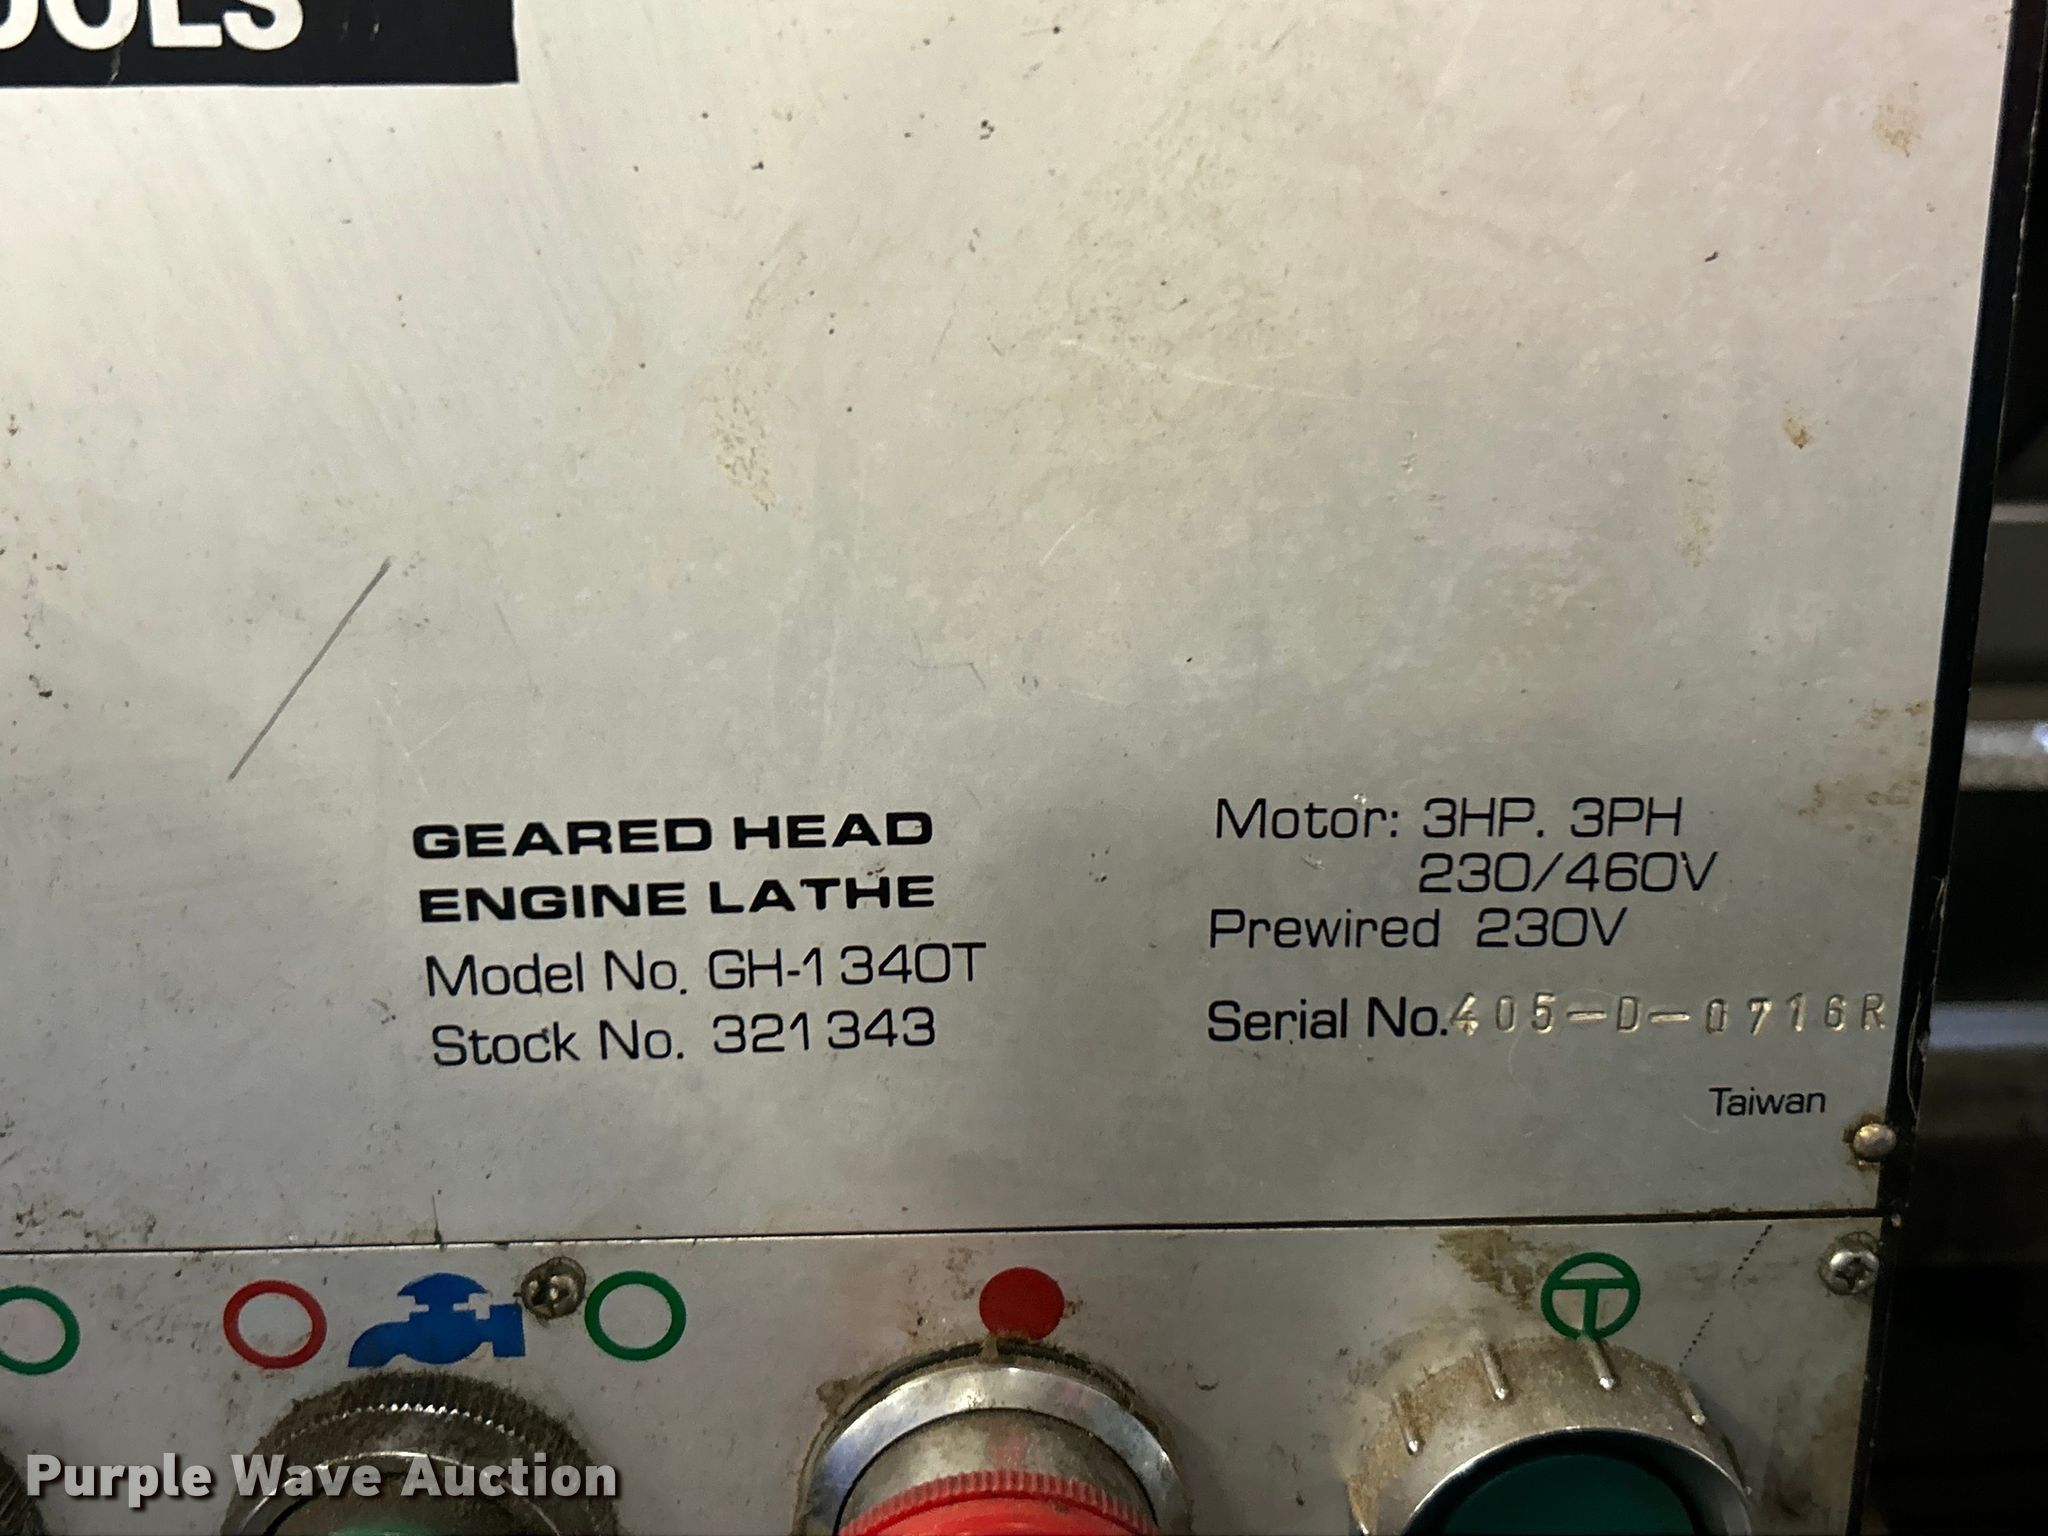 OOLS
GEARED HEAD
ENGINE LATHE
Model No. GH-1340T
Stock No. 321343
Motor: 3HP. 3PH
230/460V
Prewired 230V
Serial No. 405-D-0716R
Taiwan
Purple Wave Auction